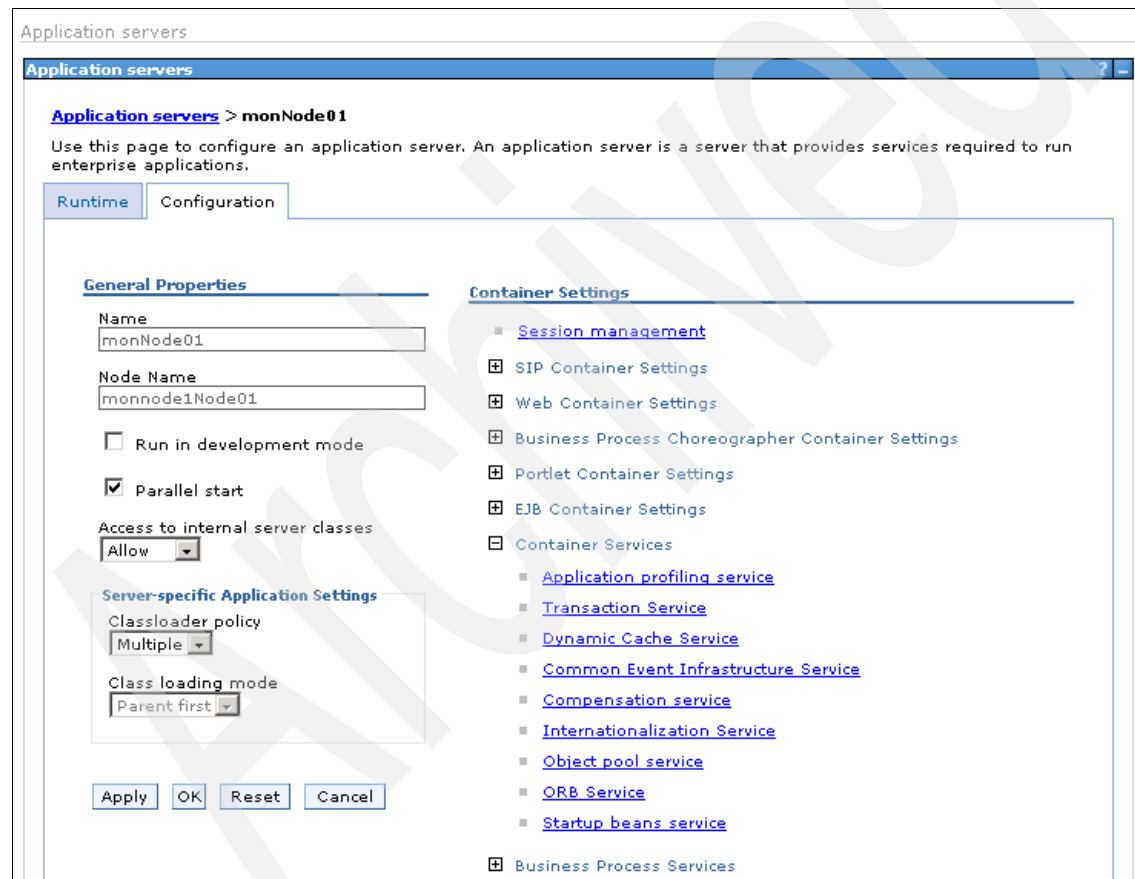 Application servers
Application servers ? –
Application servers > monNode01
Use this page to configure an application server. An application server is a server that provides services required to run
enterprise applications.
Runtime
Configuration
General Properties
Name
monNode01
Node Name
monnode1Node01
Run in development mode
Parallel start
Access to internal server classes
Allow
Server-specific Application Settings
Classloader policy
Multiple
Class loading mode
Parent first
Apply
OK
Reset
Cancel
Container Settings
Session management
SIP Container Settings
Web Container Settings
Business Process Choreographer Container Settings
Portlet Container Settings
EJB Container Settings
Container Services
Application profiling service
Transaction Service
Dynamic Cache Service
Common Event Infrastructure Service
Compensation service
Internationalization Service
Object pool service
ORB Service
Startup beans service
Business Process Services
Archived